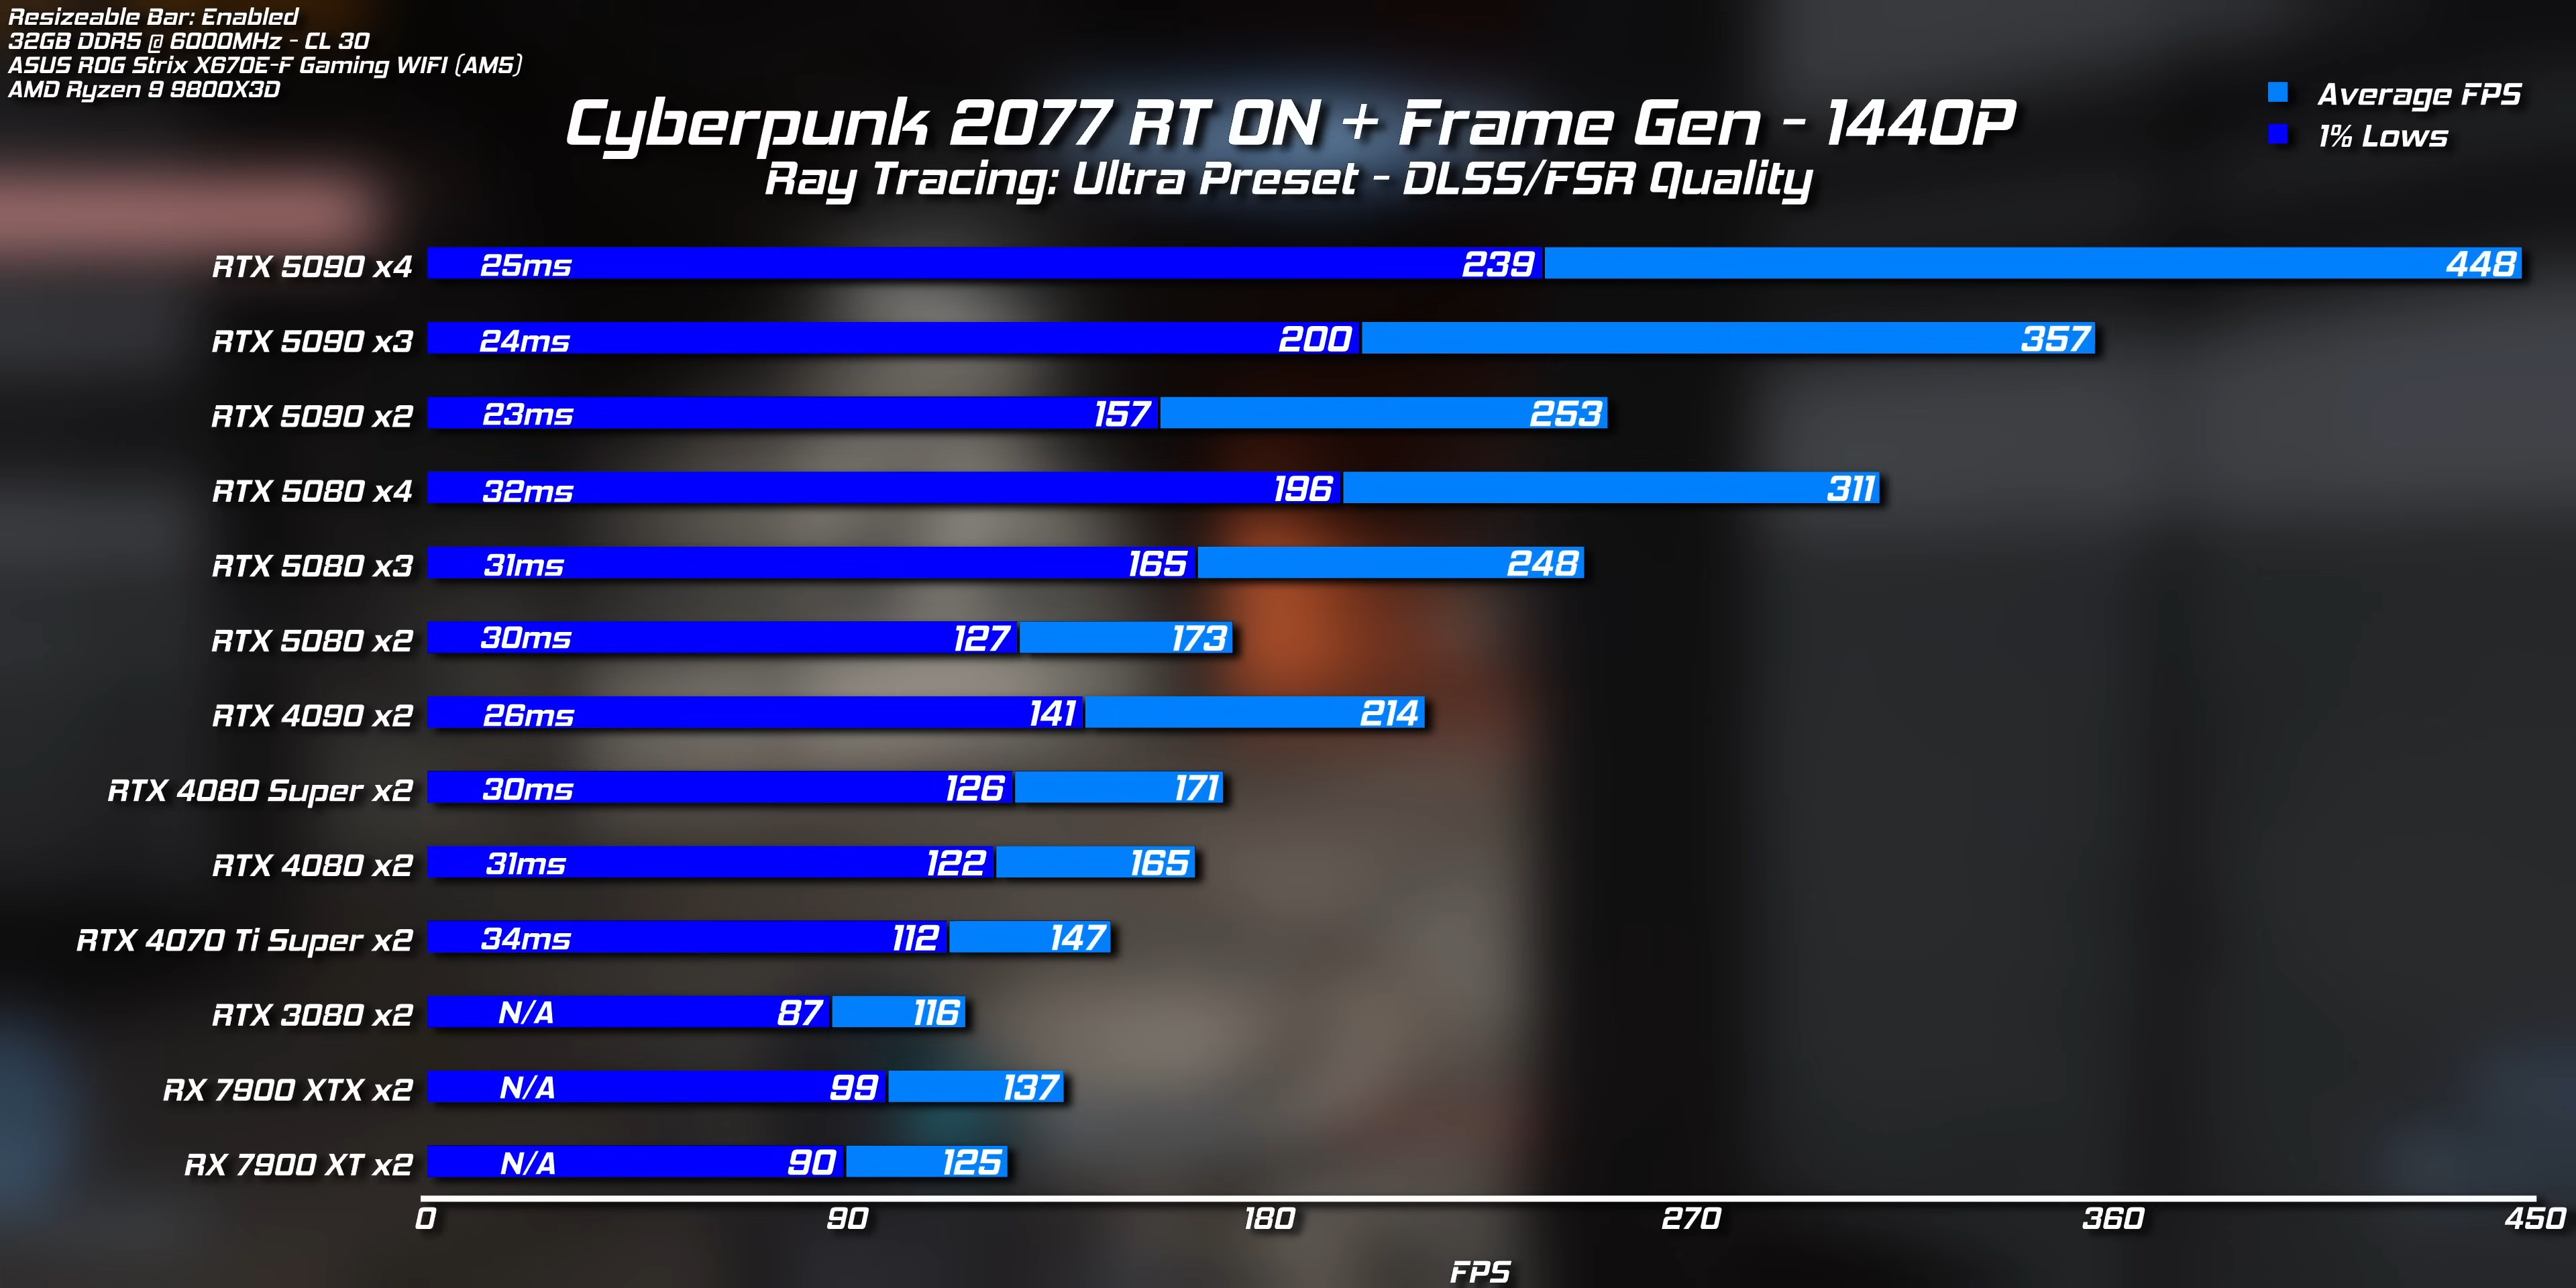 Resizeable Bar: Enabled
32GB DDR5 @ 6000MHz - CL 30
ASUS ROG Strix X670E-F Gaming WIFI (AM5)
AMD Ryzen 9 9800X3D
Cyberpunk 2077 RT ON + Frame Gen - 1440P
Ray Tracing: Ultra Preset - DLSS/FSR Quality
Average FPS
1% Lows
RTX 5090 x4 25ms 239 448
RTX 5090 x3 24ms 200 357
RTX 5090 x2 23ms 157 253
RTX 5080 x4 32ms 196 311
RTX 5080 x3 31ms 165 248
RTX 5080 x2 30ms 127 173
RTX 4090 x2 26ms 141 214
RTX 4080 Super x2 30ms 126 171
RTX 4080 x2 31ms 122 165
RTX 4070 Ti Super x2 34ms 112 147
RTX 3080 x2 N/A 87 116
RX 7900 XTX x2 N/A 99 137
RX 7900 XT x2 N/A 90 125
0 90 180 270 360 450
FPS